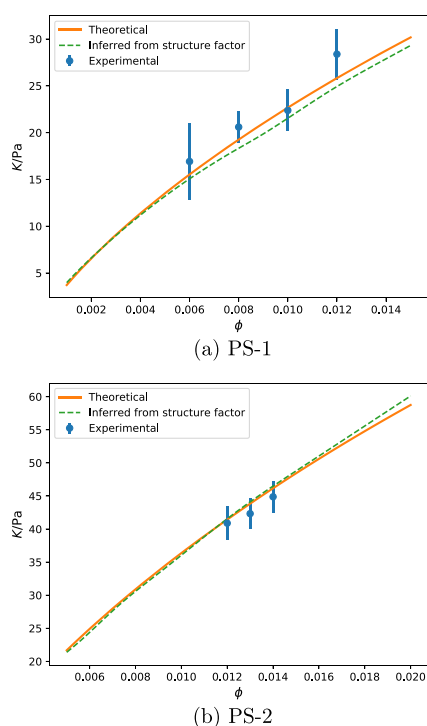 Theoretical
Inferred from structure factor
Experimental
30
25
20
15
10
5
K/Pa
0.002 0.004 0.006 0.008 0.010 0.012 0.014
ϕ
(a) PS-1
Theoretical
Inferred from structure factor
Experimental
60
55
50
45
40
35
30
25
20
K/Pa
0.006 0.008 0.010 0.012 0.014 0.016 0.018 0.020
ϕ
(b) PS-2